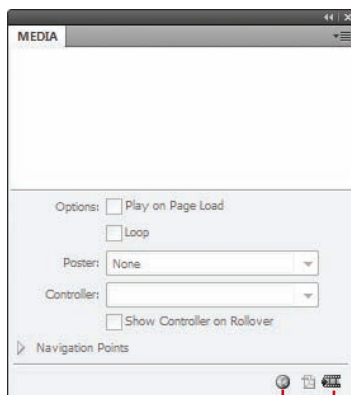 MEDIA
Options: Play on Page Load
Loop
Poster: None
Controller:
Show Controller on Rollover
Navigation Points